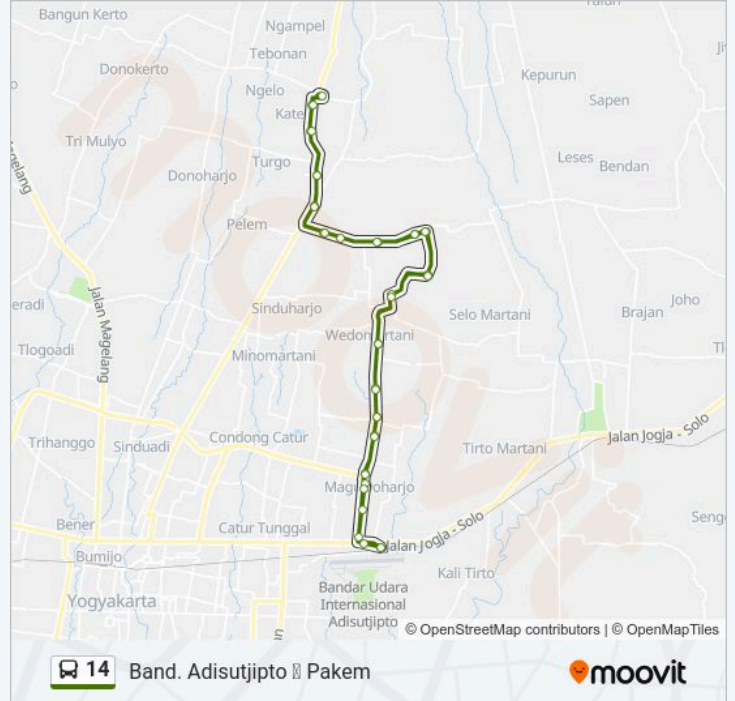 Bangun Kerto
Ngampel
Tebonan
Donokerto
Ngelo
Kate
Kepurun
Sapen
Tri Mulyo
Turgo
Donoharjo
Leses
Bendan
Pelem
Jalan Magelang
eradi
Sinduharjo
Selo Martani
Joho
Brajan
Tlogoadi
Wedomartani
Minomartani
Trihanggo
Sinduadi
Condong Catur
Tirto Martani
Jalan Jogja - Solo
Maguwoharjo
Bener
Catur Tunggal
Jalan Jogja - Solo
Seng
Bumijo
Kali Tirto
Yogyakarta
Bandar Udara
Internasional
Adisutjipto
© OpenStreetMap contributors | © OpenMapTiles
14
Band. Adisutjipto Pakem
moovit